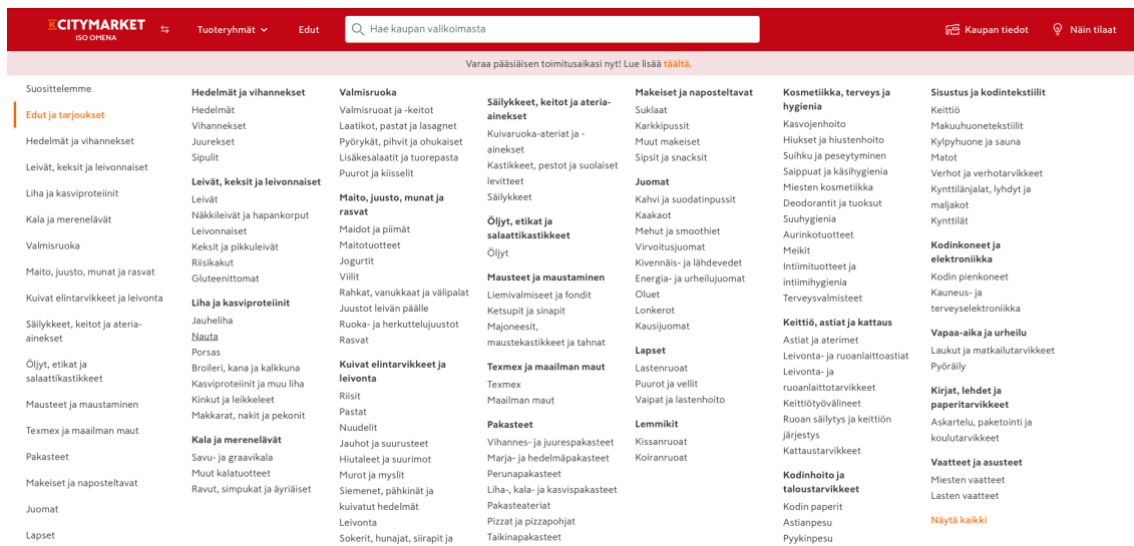 KCITYMARKET
ISO OMENA
Tuoteryhmät
Edut
Hae kaupan valikoimasta
Kaupan tiedot
Näin tilaat
Varaa pääsiäisen toimitusaikasi nyt! Lue lisää täältä.
Suosittelemme
Edut ja tarjoukset
Hedelmät ja vihannekset
Leivät, keksit ja leivonnaiset
Liha ja kasviproteiinit
Kala ja merenelävät
Valmisruoka
Maito, juusto, munat ja rasvat
Kuivat elintarvikkeet ja leivonta
Säilykkeet, keitot ja ateria-
ainekset
Öljyt, etikat ja
salaattikastikkeet
Mausteet ja maustaminen
Texmex ja maailman maut
Pakasteet
Makeiset ja naposteltavat
Juomat
Lapset
Hedelmät ja vihannekset
Hedelmät
Vihannekset
Juurekset
Sipulit
Leivät, keksit ja leivonnaiset
Leivät
Näkkileivät ja hapankorput
Leivonnaiset
Keksit ja pikkuleivät
Riisikakut
Gluteenittomat
Liha ja kasviproteiinit
Jauheliha
Nauta
Porsas
Broileri, kana ja kalkkuna
Kasviproteiinit ja muu liha
Kinkut ja leikkeleet
Makkarat, nakit ja pekonit
Kala ja merenelävät
Savu- ja graavikala
Muut kalatuotteet
Ravut, simpukat ja äyriäiset
Valmisruoka
Valmisruoat ja -keitot
Laatikot, pastat ja lasagnet
Pyörykät, pihvit ja ohukaiset
Lisäkesalaatit ja tuorepasta
Puurot ja kiisselit
Maito, juusto, munat ja
rasvat
Maidot ja piimät
Maitotuotteet
Jogurtit
Viilit
Rahkat, vanukkaat ja välipalat
Juustot leivän päälle
Ruoka- ja herkuttelujuustot
Rasvat
Kuivat elintarvikkeet ja
leivonta
Riisit
Pastat
Nuudelit
Jauhot ja suurusteet
Hiutaleet ja suurimot
Murot ja myslit
Siemenet, pähkinät ja
kuivatut hedelmät
Leivonta
Sokerit, hunajat, siirapit ja
Säilykkeet, keitot ja ateria-
ainekset
Kuivaruoka-ateriat ja -
ainekset
Kastikkeet, pestot ja suolaiset
levitteet
Säilykkeet
Öljyt, etikat ja
salaattikastikkeet
Öljyt
Mausteet ja maustaminen
Liemivalmiseet ja fondit
Ketsupit ja sinapit
Majoneesit,
maustekastikkeet ja tahnat
Texmex ja maailman maut
Texmex
Maailman maut
Pakasteet
Vihannes- ja juurespakasteet
Marja- ja hedelmäpakasteet
Perunapakasteet
Liha-, kala- ja kasvispakasteet
Pakasteateriat
Pizzat ja pizzapohjat
Taikinapakasteet
Makeiset ja naposteltavat
Suklaat
Karkkipussit
Muut makeiset
Sipsit ja snacksit
Juomat
Kahvi ja suodatinpussit
Kaakaot
Mehut ja smoothiet
Virvoitusjuomat
Kivennäis- ja lähdevedet
Energia- ja urheilujuomat
Oluet
Lonkerot
Kausijuomat
Lapset
Lastenruoat
Puurot ja vellit
Vaipat ja lastenhoito
Lemmikit
Kissanruoat
Koiranruoat
Kosmetiikka, terveys ja
hygienia
Kasvojenhoito
Hiukset ja hiustenhoito
Suihku ja peseytyminen
Saippuat ja käsihygienia
Miesten kosmetiikka
Deodorantit ja tuoksut
Suuhygienia
Aurinkotuotteet
Meikit
Intiimituotteet ja
intiimihygienia
Terveysvalmisteet
Keittiö, astiat ja kattaus
Astiat ja aterimet
Leivonta- ja ruoanlaittoastiat
Leivonta- ja
ruoanlaittotarvikkeet
Keittiötyövälineet
Ruoan säilytys ja keittiön
järjestys
Kattaustarvikkeet
Kodinhoito ja
taloustarvikkeet
Kodin paperit
Astianpesu
Pyykinpesu
Sisustus ja kodintekstiilit
Keittiö
Makuuhuonetekstiilit
Kylpyhuone ja sauna
Matot
Verhot ja verhotarvikkeet
Kynttilänjalat, lyhdyt ja
maljakot
Kynttilät
Kodinkoneet ja
elektroniikka
Kodin pienkoneet
Kauneus- ja
terveyselektroniikka
Vapaa-aika ja urheilu
Laukut ja matkailutarvikkeet
Pyöräily
Kirjat, lehdet ja
paperitarvikkeet
Askartelu, paketointi ja
koulutarvikkeet
Vaatteet ja asusteet
Miesten vaatteet
Lasten vaatteet
Näytä kaikki